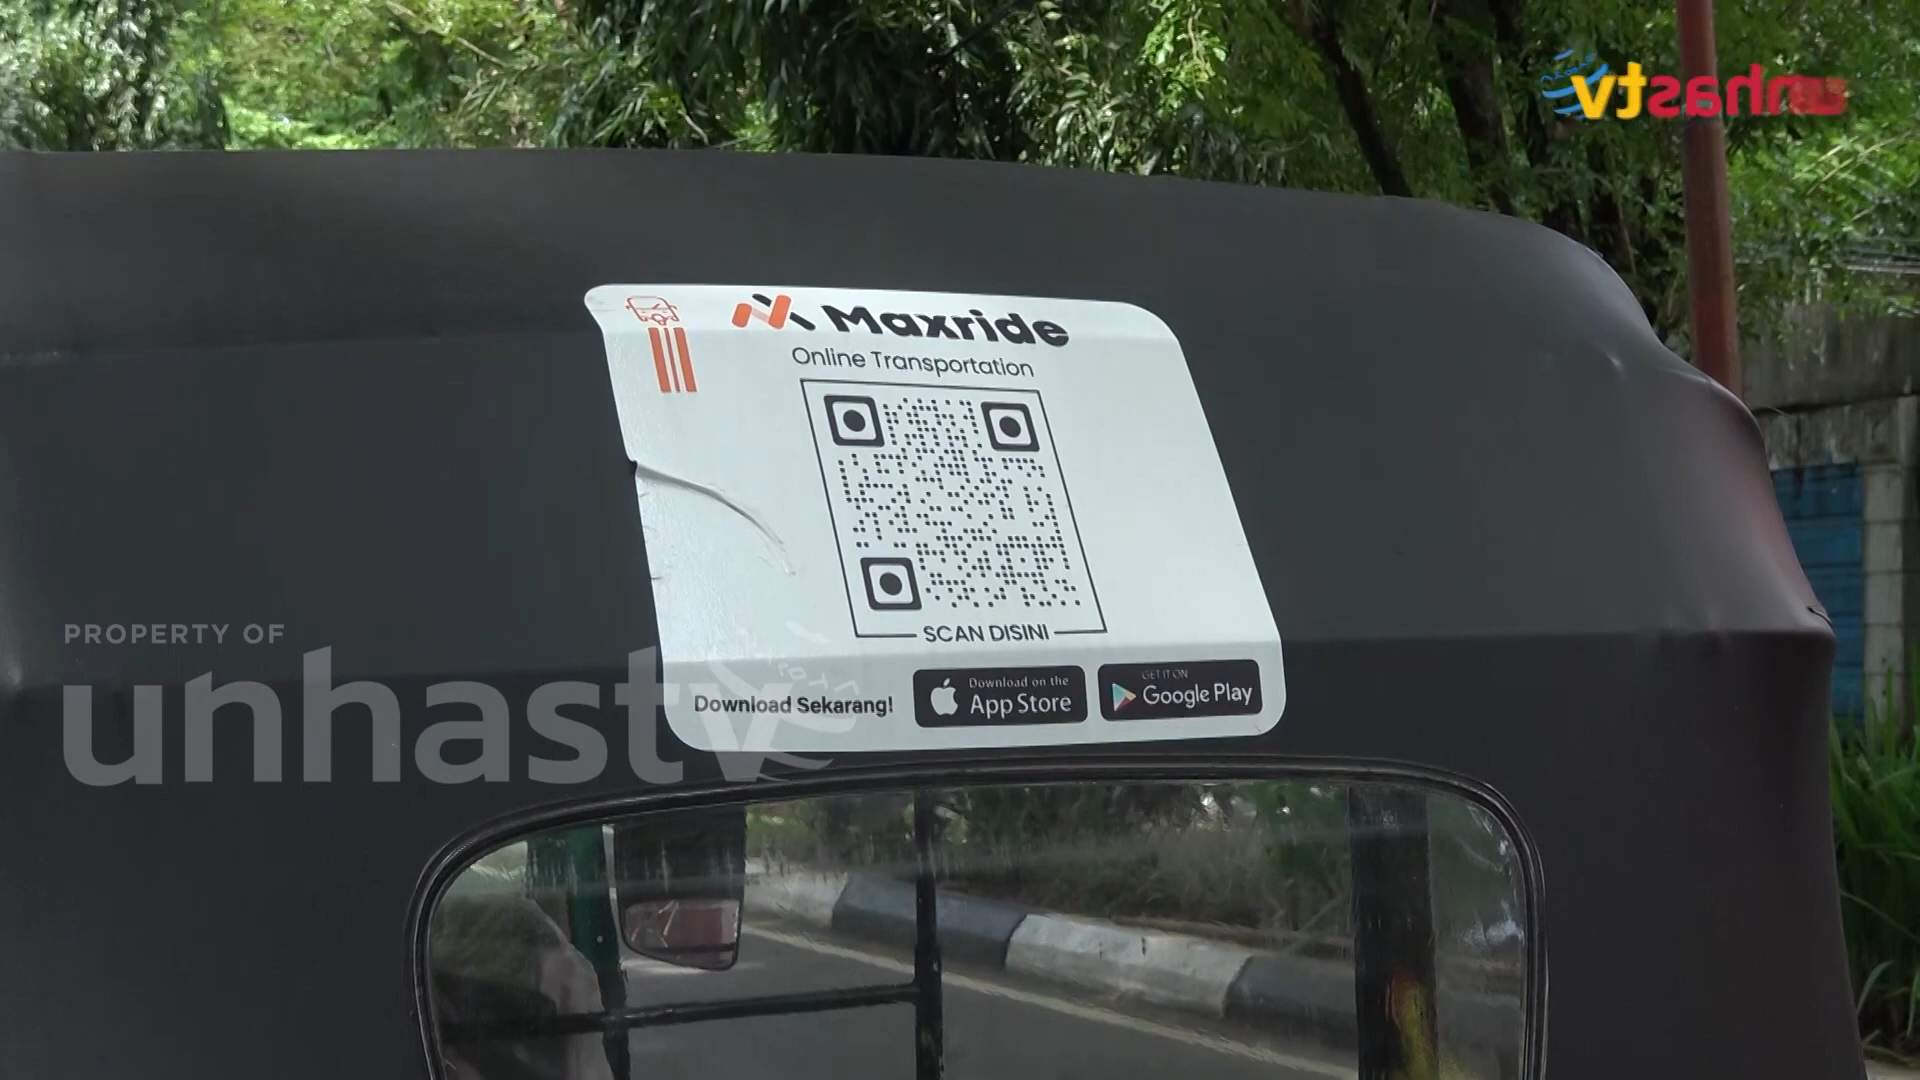 unhastv
Maxride
Online Transportation
SCAN DISINI
Download Sekarang!
Download on the
App Store
GET IT ON
Google Play
PROPERTY OF
unhastv